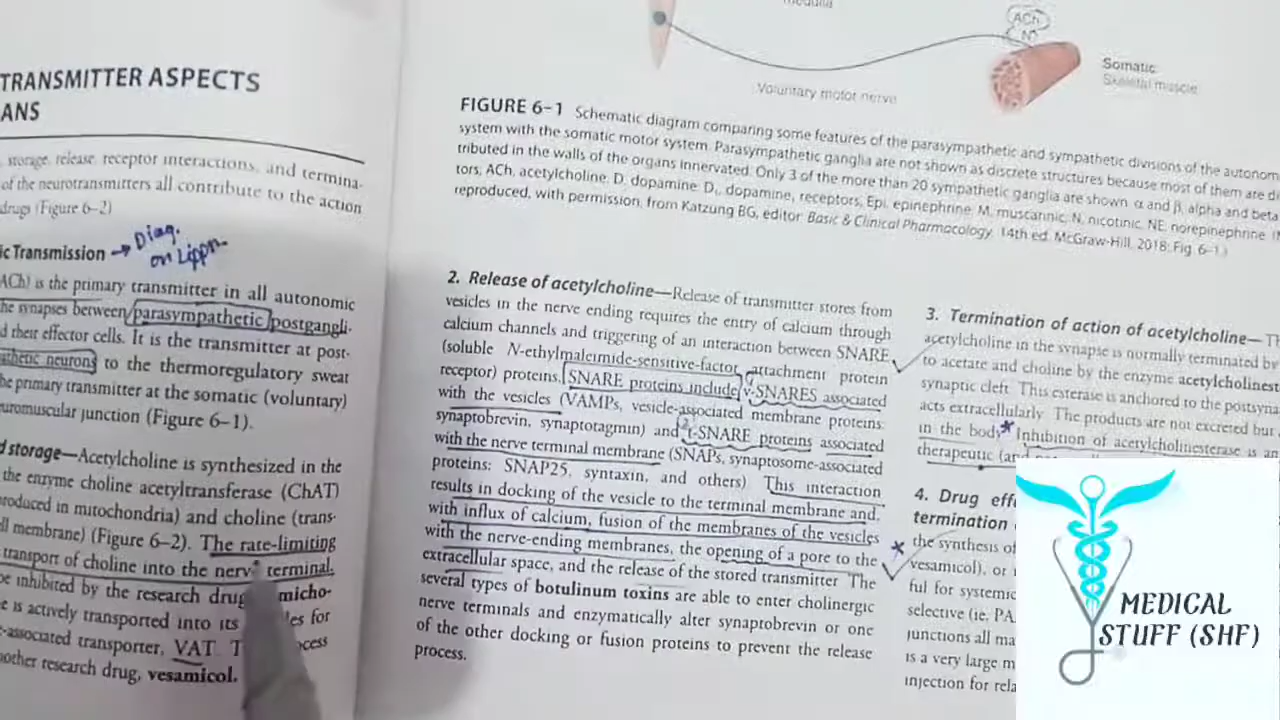 TRANSMITTER ASPECTS
ANS
storage, release, receptor interactions, and termina-
of the neurotransmitters all contribute to the action
drugs (Figure 6–2)
ic Transmission → Diag.
on Lippn.
ACh) is the primary transmitter in all autonomic
he synapses between parasympathetic postgangli-
d their effector cells. It is the transmitter at post-
athetic neurons to the thermoregulatory sweat
he primary transmitter at the somatic (voluntary)
euromuscular junction (Figure 6–1).
d storage—Acetylcholine is synthesized in the
the enzyme choline acetyltransferase (ChAT)
produced in mitochondria) and choline (trans-
ell membrane) (Figure 6–2). The rate-limiting
transport of choline into the nerve terminal.
be inhibited by the research drug micho-
e is actively transported into its les for
e-associated transporter, VAT. T ocess
nother research drug, vesamicol.
medulla
ACh
N
Voluntary motor nerve
Somatic
Skeletal muscle
FIGURE 6–1 Schematic diagram comparing some features of the parasympathetic and sympathetic divisions of the autonom
system with the somatic motor system. Parasympathetic ganglia are not shown as discrete structures because most of them are di
tributed in the walls of the organs innervated. Only 3 of the more than 20 sympathetic ganglia are shown. α and β, alpha and beta
tors; ACh, acetylcholine. D. dopamine: D₁, dopamine, receptors, Epi, epinephrine. M, muscarinic, N, nicotinic, NE, norepinephrine. (
reproduced, with permission, from Katzung BG, editor: Basic & Clinical Pharmacology. 14th ed. McGraw-Hill, 2018: Fig. 6–1.)
2. Release of acetylcholine—Release of transmitter stores from
vesicles in the nerve ending requires the entry of calcium through
calcium channels and triggering of an interaction between SNARE
(soluble N-ethylmaleimide-sensitive-factor attachment protein
receptor) proteins. SNARE proteins include v-SNARES associated
with the vesicles (VAMPs, vesicle-associated membrane proteins:
synaptobrevin, synaptotagmin) and t-SNARE proteins associated
with the nerve terminal membrane (SNAPs, synaptosome-associated
proteins: SNAP25, syntaxin, and others) This interaction
results in docking of the vesicle to the terminal membrane and,
with influx of calcium, fusion of the membranes of the vesicles
with the nerve-ending membranes, the opening of a pore to the
extracellular space, and the release of the stored transmitter The
several types of botulinum toxins are able to enter cholinergic
nerve terminals and enzymatically alter synaptobrevin or one
of the other docking or fusion proteins to prevent the release
process.
3. Termination of action of acetylcholine—Th
acetylcholine in the synapse is normally terminated by
to acetate and choline by the enzyme acetylcholinest
synaptic cleft. This esterase is anchored to the postsyna
acts extracellularly. The products are not excreted but
in the body * Inhibition of acetylcholinesterase is an
therapeutic (and
4. Drug effe
termination
the synthesis of
vesamicol), or
ful for systemic
selective (ie, PA
junctions all ma
is a very large m
injection for rela
MEDICAL
STUFF (SHF)